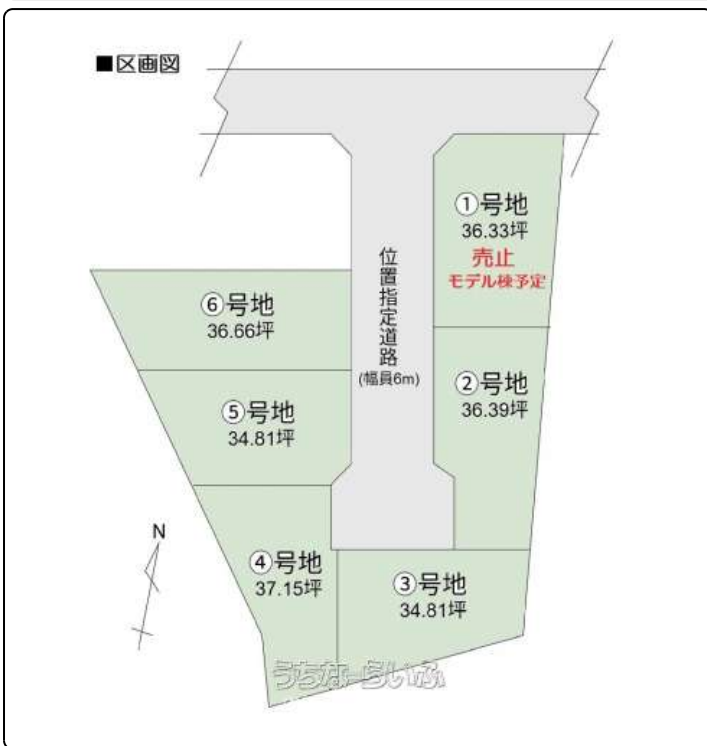 ■区画図
①号地
36.33坪
売止
モデル棟予定
位置指定道路
(幅員6m)
②号地
36.39坪
⑥号地
36.66坪
⑤号地
34.81坪
N
④号地
37.15坪
③号地
34.81坪
うちなーらいふ